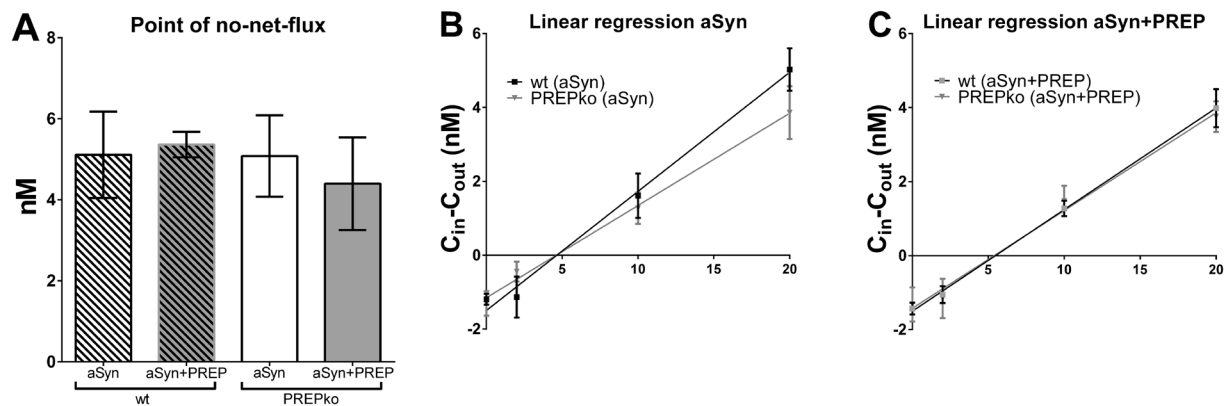 A
Point of no-net-flux
nM
8
6
4
2
0
aSyn
aSyn+PREP
aSyn
aSyn+PREP
wt
PREPko
B
Linear regression aSyn
wt (aSyn)
PREPko (aSyn)
Cin-Cout (nM)
6
4
2
0
-2
5
10
15
20
C
Linear regression aSyn+PREP
wt (aSyn+PREP)
PREPko (aSyn+PREP)
Cin-Cout (nM)
6
4
2
0
-2
5
10
15
20